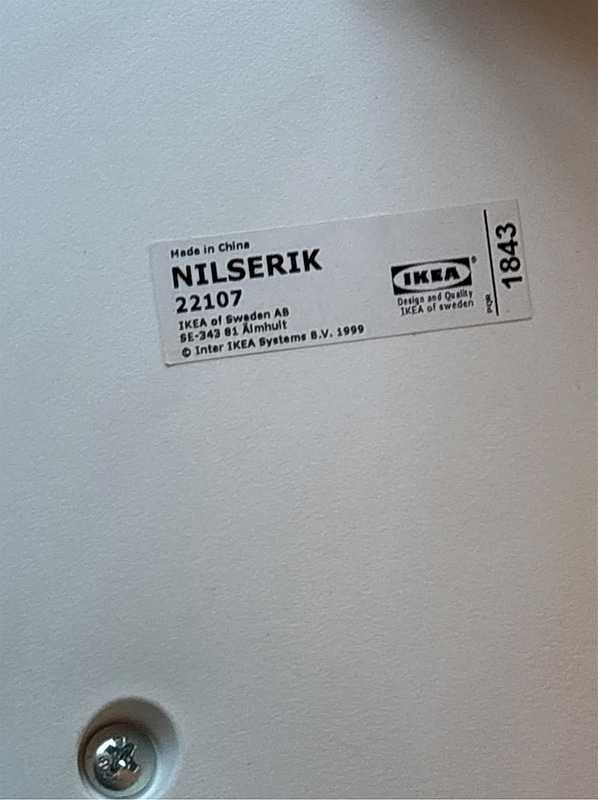 Made in China
NILSERIK
22107
IKEA of Sweden AB
SE-343 81 Älmhult
© Inter IKEA Systems B.V. 1999
IKEA®
Design and Quality
IKEA of Sweden
PQR
1843